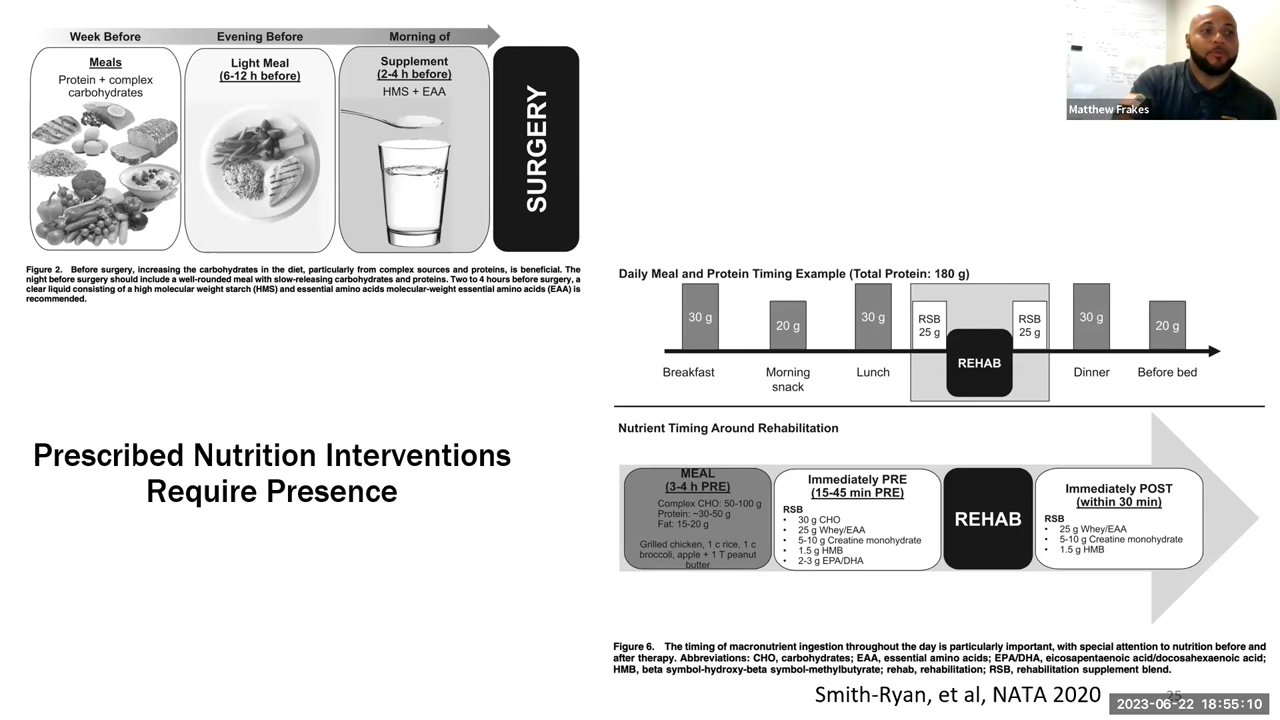 Week Before
Evening Before
Morning of
Meals
Protein + complex
carbohydrates
Light Meal
(6-12 h before)
Supplement
(2-4 h before)
HMS + EAA
SURGERY
Figure 2. Before surgery, increasing the carbohydrates in the diet, particularly from complex sources and proteins, is beneficial. The
night before surgery should include a well-rounded meal with slow-releasing carbohydrates and proteins. Two to 4 hours before surgery, a
clear liquid consisting of a high molecular weight starch (HMS) and essential amino acids molecular-weight essential amino acids (EAA) is
recommended.
Prescribed Nutrition Interventions
Require Presence
Matthew Frakes
Daily Meal and Protein Timing Example (Total Protein: 180 g)
30 g
20 g
30 g
RSB
25 g
REHAB
RSB
25 g
30 g
20 g
Breakfast
Morning
snack
Lunch
Dinner
Before bed
Nutrient Timing Around Rehabilitation
MEAL
(3-4 h PRE)
Complex CHO: 50-100 g
Protein: ~30-50 g
Fat: 15-20 g
Grilled chicken, 1 c rice, 1 c
broccoli, apple + 1 T peanut
butter
Immediately PRE
(15-45 min PRE)
RSB
• 30 g CHO
• 25 g Whey/EAA
• 5-10 g Creatine monohydrate
• 1.5 g HMB
• 2-3 g EPA/DHA
REHAB
Immediately POST
(within 30 min)
RSB
• 25 g Whey/EAA
• 5-10 g Creatine monohydrate
• 1.5 g HMB
Figure 6. The timing of macronutrient ingestion throughout the day is particularly important, with special attention to nutrition before and
after therapy. Abbreviations: CHO, carbohydrates; EAA, essential amino acids; EPA/DHA, eicosapentaenoic acid/docosahexaenoic acid;
HMB, beta symbol-hydroxy-beta symbol-methylbutyrate; rehab, rehabilitation; RSB, rehabilitation supplement blend.
Smith-Ryan, et al, NATA 2020
25
2023-06-22 18:55:10